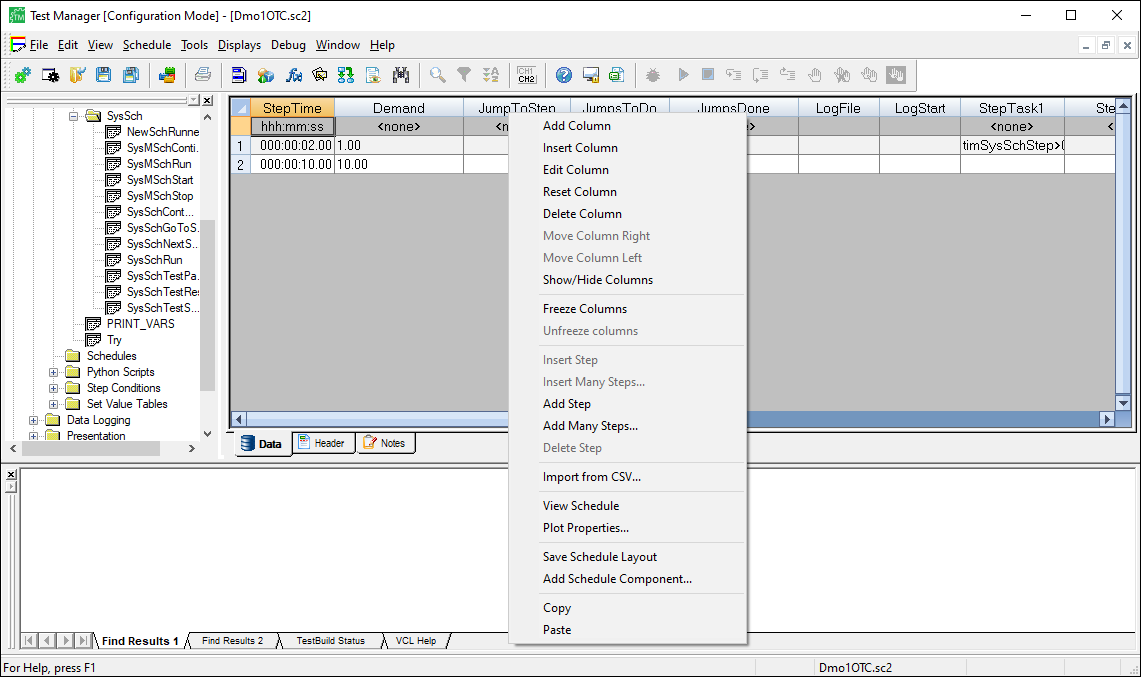 Test Manager [Configuration Mode] - [Dmo1OTC.sc2]
File Edit View Schedule Tools Displays Debug Window Help
CH1
CH2
SysSch
NewSchRunne
SysMSchConti...
SysMSchRun
SysMSchStart
SysMSchStop
SysSchCont...
SysSchGoToS...
SysSchNextS...
SysSchRun
SysSchTestPa...
SysSchTestRes
SysSchTestS...
PRINT_VARS
Try
Schedules
Python Scripts
Step Conditions
Set Value Tables
Data Logging
Presentation
StepTime Demand JumpToStep JumpsToDo JumpsDone LogFile LogStart StepTask1 Ste
hhh:mm:ss <none> <none>
1 000:00:02.00 1.00 timSysSchStep>(
2 000:00:10.00 10.00
Data Header Notes
Add Column
Insert Column
Edit Column
Reset Column
Delete Column
Move Column Right
Move Column Left
Show/Hide Columns
Freeze Columns
Unfreeze columns
Insert Step
Insert Many Steps...
Add Step
Add Many Steps...
Delete Step
Import from CSV...
View Schedule
Plot Properties...
Save Schedule Layout
Add Schedule Component...
Copy
Paste
Find Results 1 Find Results 2 TestBuild Status VCL Help
For Help, press F1 Dmo1OTC.sc2